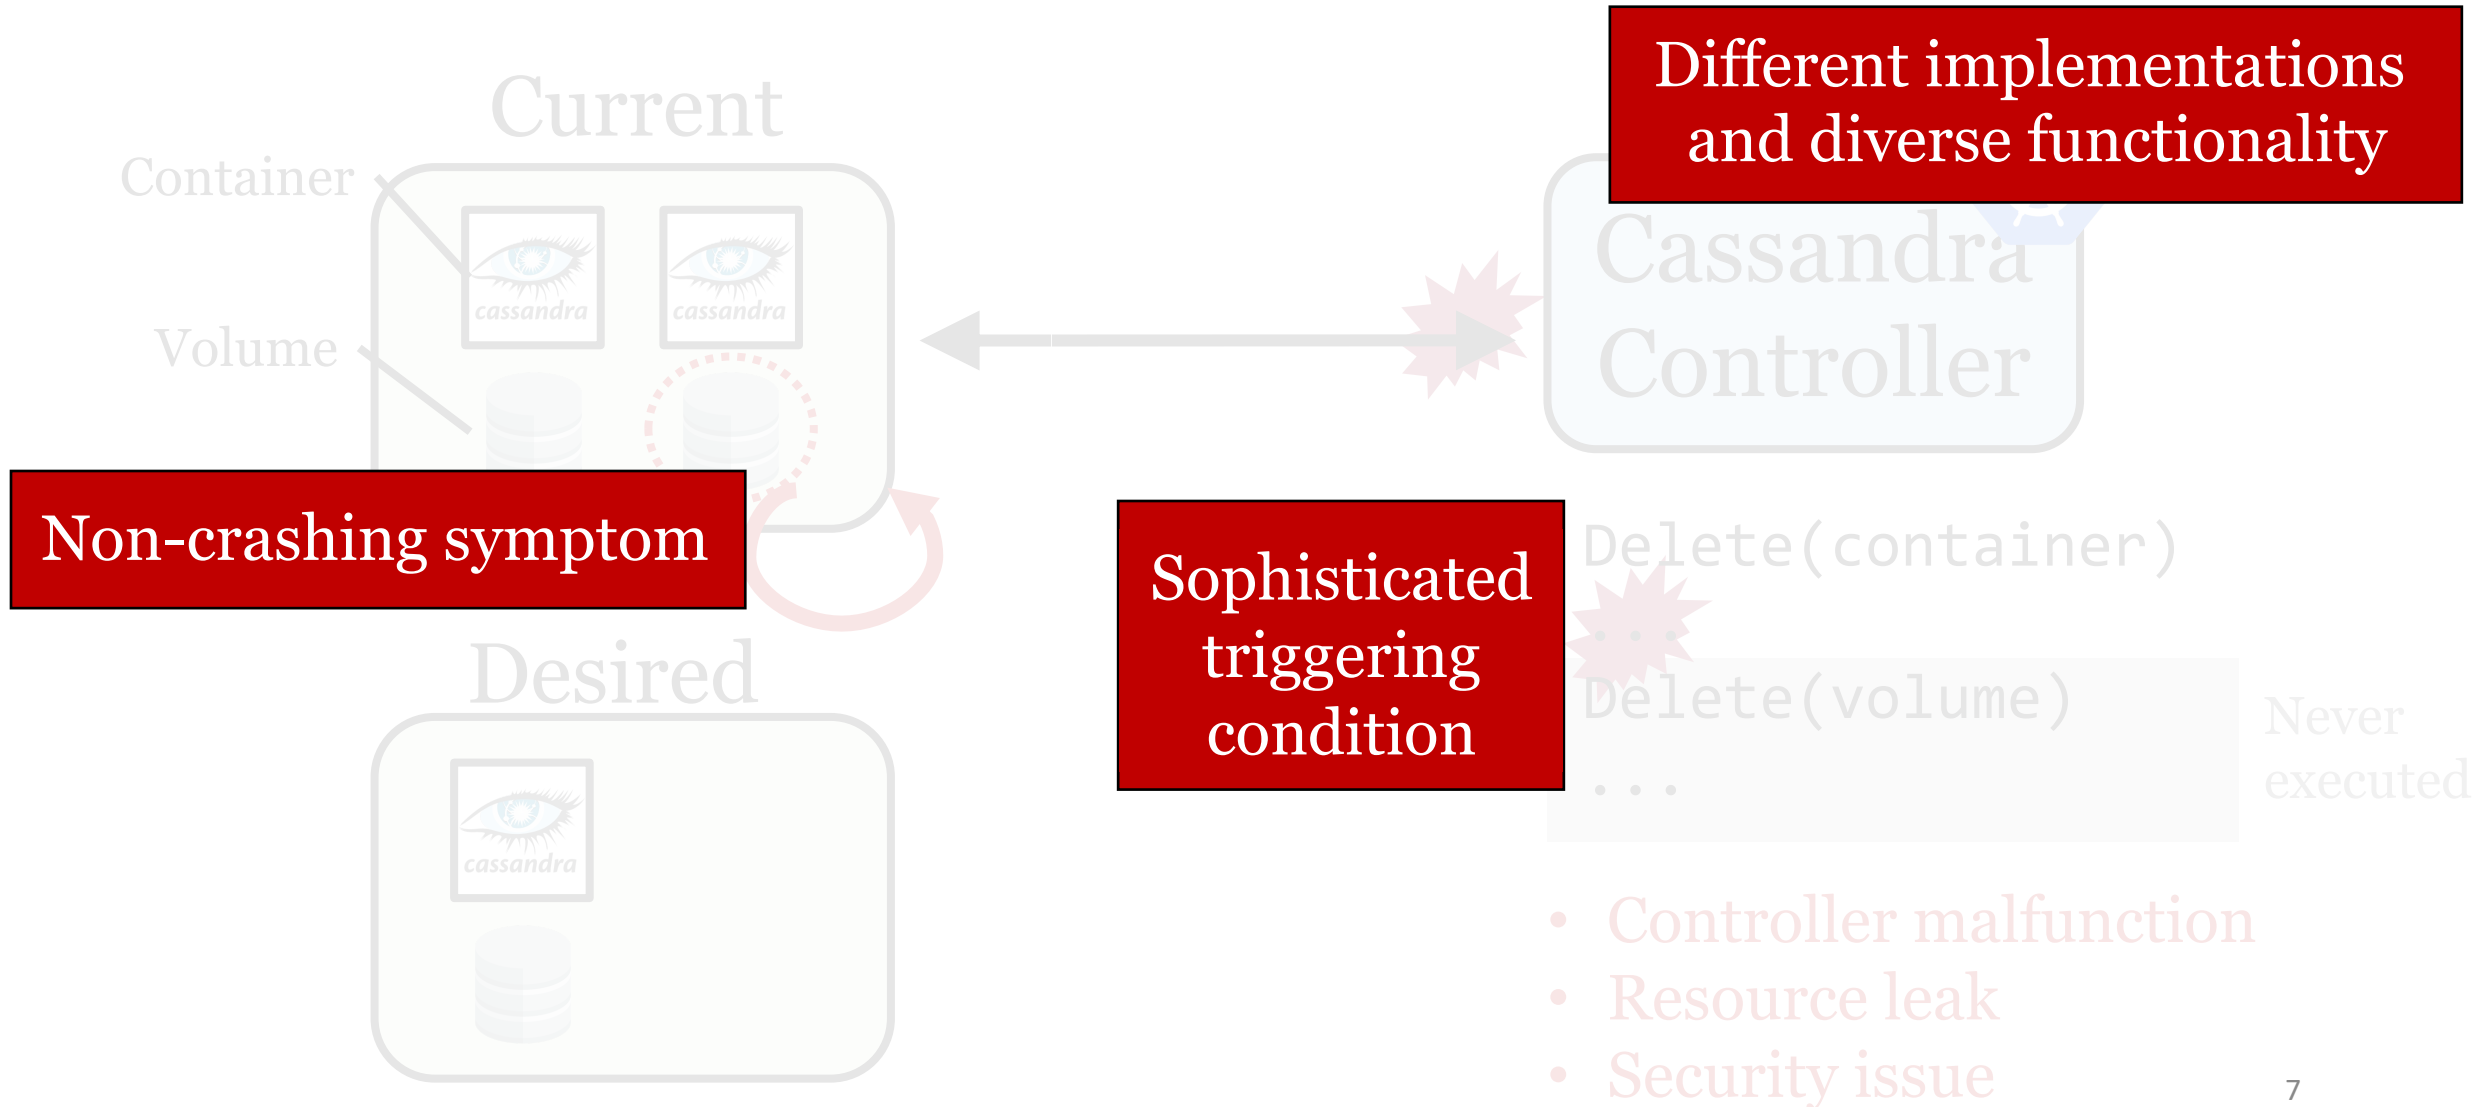 Different implementations
and diverse functionality
Current
Container
cassandra
cassandra
Volume
Cassandra
Controller
Non-crashing symptom
Sophisticated
triggering
condition
Delete(container)
...
Delete(volume)
...
Never
executed
Desired
cassandra
• Controller malfunction
• Resource leak
• Security issue
7